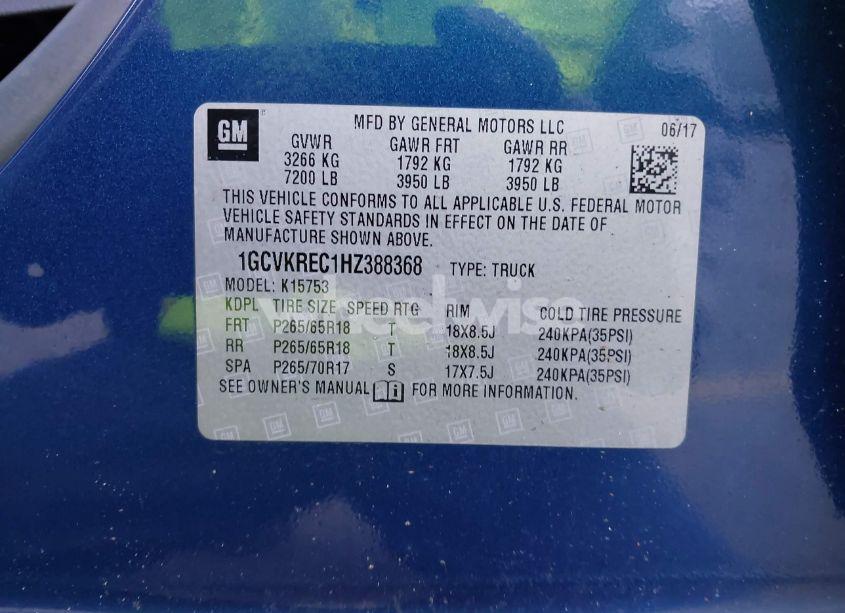 GM
MFD BY GENERAL MOTORS LLC
06/17
GVWR GAWR FRT GAWR RR
3266 KG 1792 KG 1792 KG
7200 LB 3950 LB 3950 LB
THIS VEHICLE CONFORMS TO ALL APPLICABLE U.S. FEDERAL MOTOR
VEHICLE SAFETY STANDARDS IN EFFECT ON THE DATE OF
MANUFACTURE SHOWN ABOVE.
1GCVKREC1HZ388368 TYPE: TRUCK
MODEL: K15753
KDPL TIRE SIZE SPEED RTG RIM COLD TIRE PRESSURE
FRT P265/65R18 T 18X8.5J 240KPA(35PSI)
RR P265/65R18 T 18X8.5J 240KPA(35PSI)
SPA P265/70R17 S 17X7.5J 240KPA(35PSI)
SEE OWNER'S MANUAL FOR MORE INFORMATION.
wheelwise